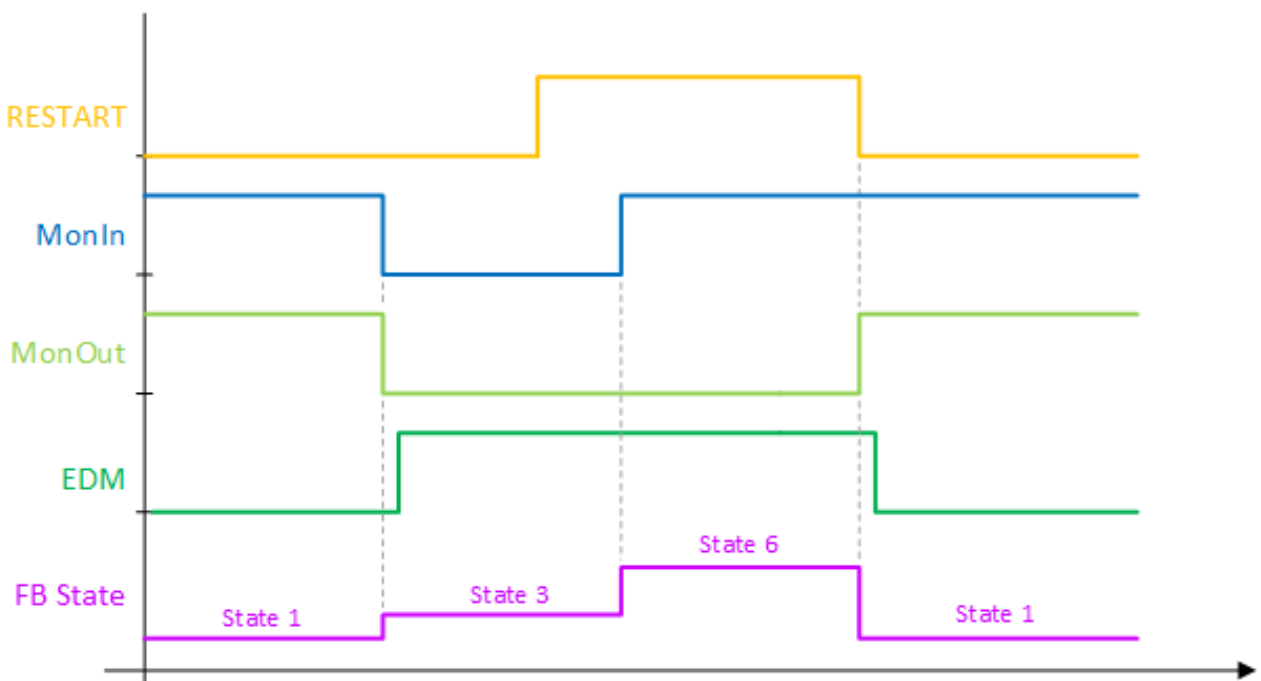 RESTART
MonIn
MonOut
EDM
State 6
FB State
State 3
State 1
State 1